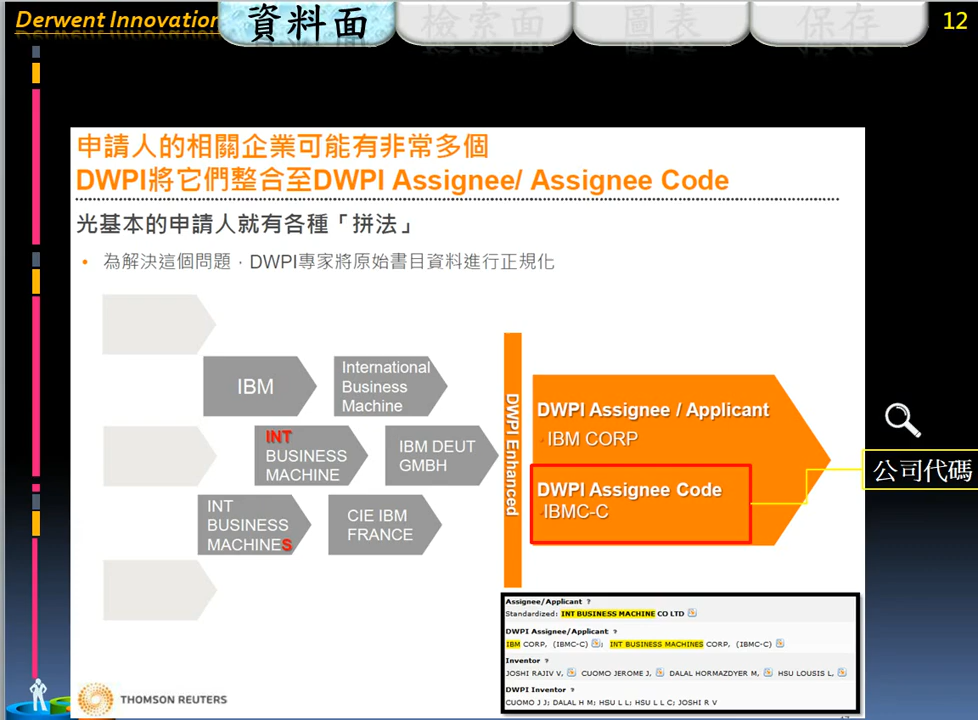 Derwent Innovation
資料面
檢索面
圖表
保存
12
申請人的相關企業可能有非常多個
DWPI將它們整合至DWPI Assignee/ Assignee Code
光基本的申請人就有各種「拼法」
• 為解決這個問題，DWPI專家將原始書目資料進行正規化
IBM
International
Business
Machine
INT
BUSINESS
MACHINE
IBM DEUT
GMBH
INT
BUSINESS
MACHINES
CIE IBM
FRANCE
DWPI Enhanced
DWPI Assignee / Applicant
IBM CORP
DWPI Assignee Code
IBMC-C
公司代碼
Assignee/Applicant ?
Standardized: INT BUSINESS MACHINE CO LTD
DWPI Assignee/Applicant ?
IBM CORP, (IBMC-C) ; INT BUSINESS MACHINES CORP, (IBMC-C)
Inventor ?
JOSHI RAJIV V, CUOMO JEROME J, DALAL HORMAZDYER M, HSU LOUSIS L,
DWPI Inventor ?
CUOMO J J; DALAL H M; HSU L L; HSU L L C; JOSHI R V
THOMSON REUTERS